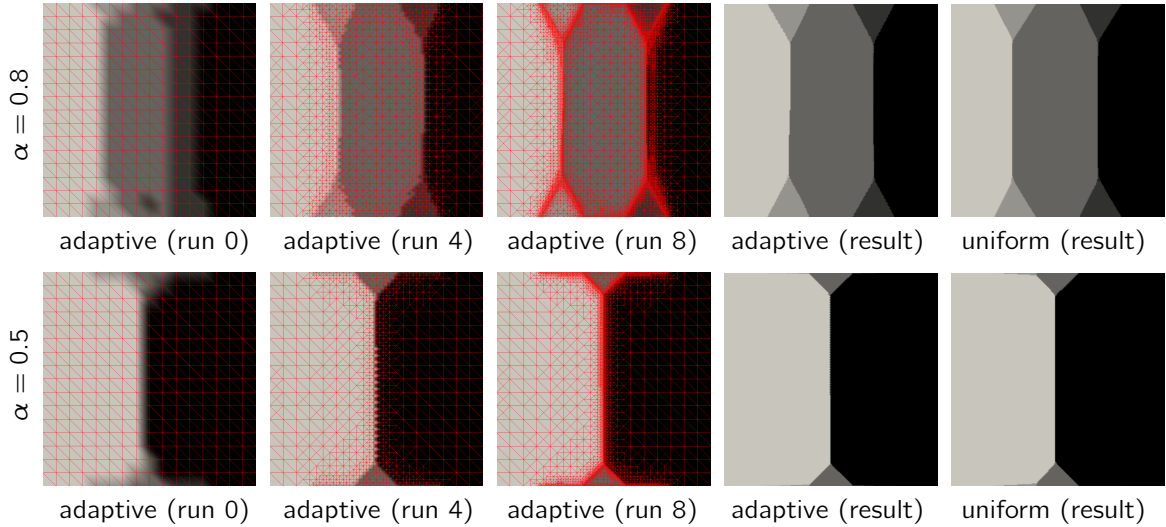 α = 0.8
adaptive (run 0) adaptive (run 4) adaptive (run 8) adaptive (result) uniform (result)
α = 0.5
adaptive (run 0) adaptive (run 4) adaptive (run 8) adaptive (result) uniform (result)